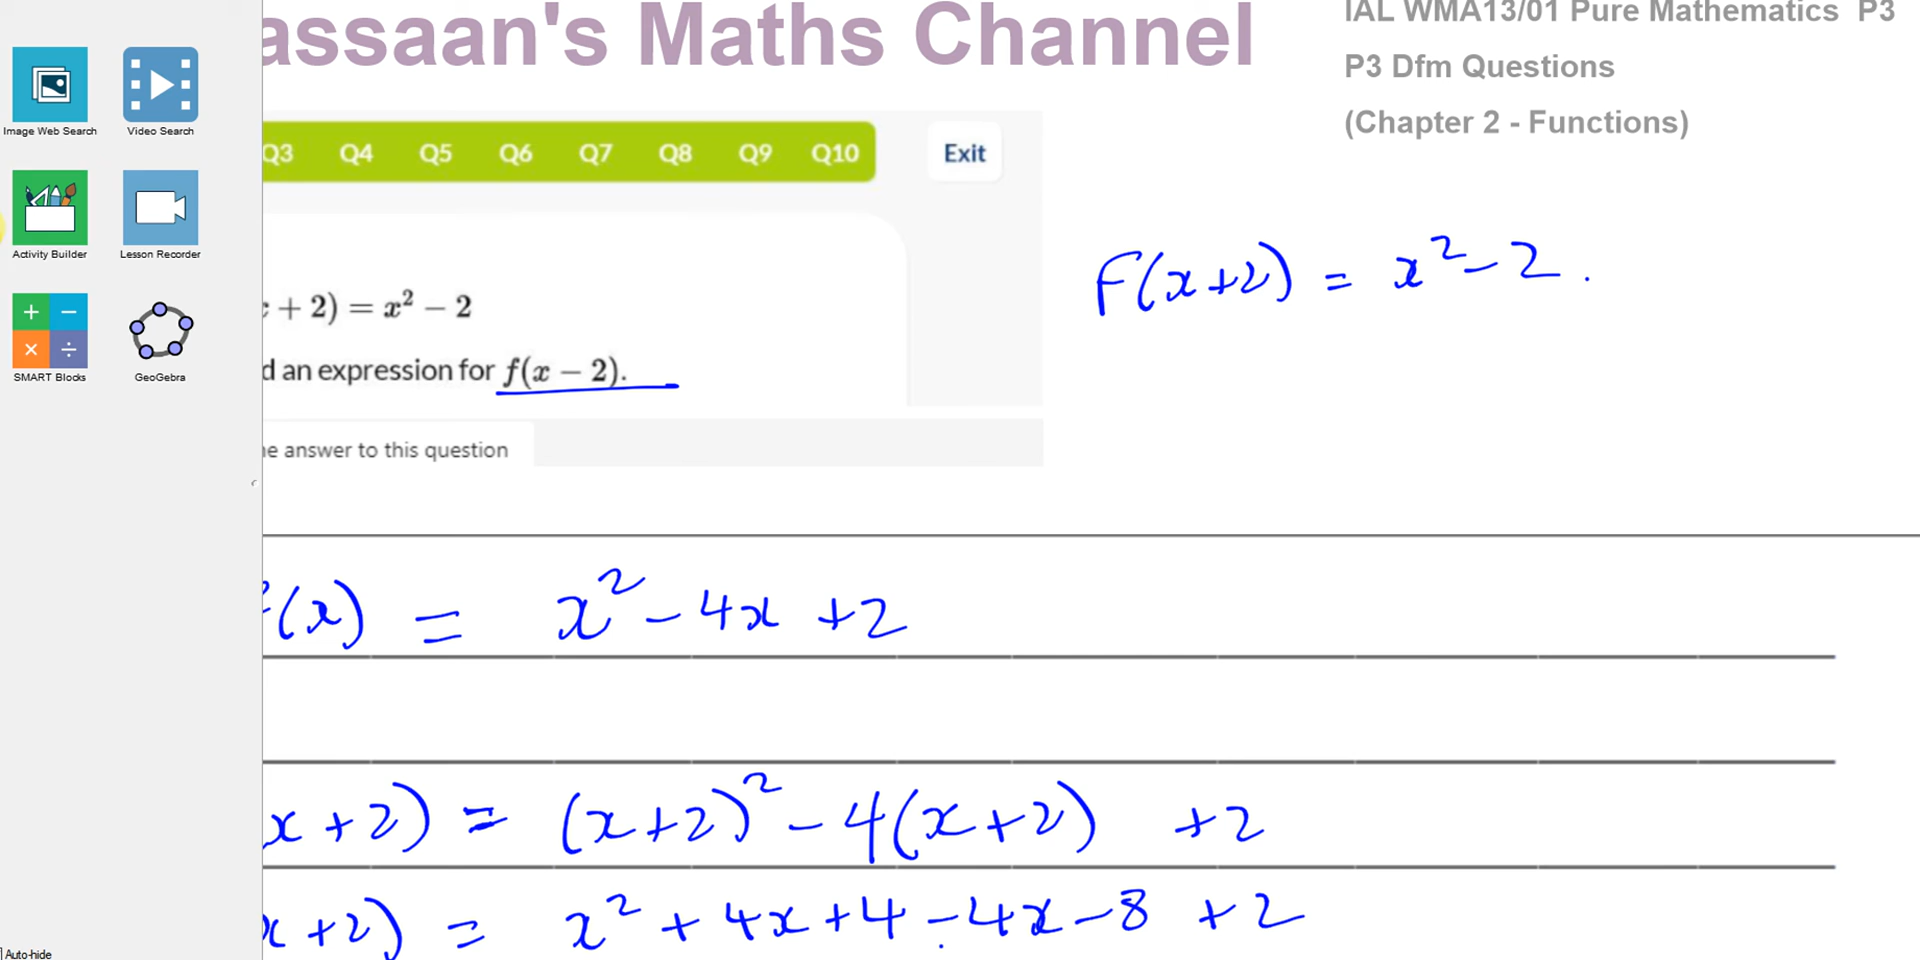 assaan's Maths Channel
IAL WMA13/01 Pure Mathematics P3
P3 Dfm Questions
(Chapter 2 - Functions)
Image Web Search
Video Search
Activity Builder
Lesson Recorder
SMART Blocks
GeoGebra
Q3 Q4 Q5 Q6 Q7 Q8 Q9 Q10
Exit
+ 2) = x² − 2
d an expression for f(x − 2).
e answer to this question
F(x+2) = x² − 2.
(x) = x² − 4x + 2
x + 2) = (x+2)² − 4(x+2) + 2
x + 2) = x² + 4x + 4 − 4x − 8 + 2
Auto-hide